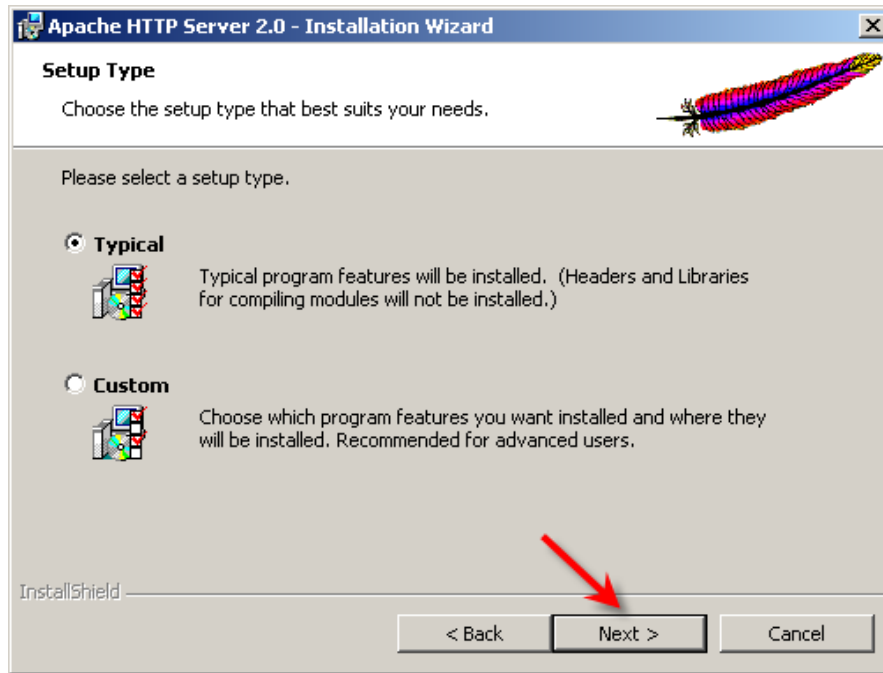 Apache HTTP Server 2.0 - Installation Wizard
Setup Type
Choose the setup type that best suits your needs.
Please select a setup type.
Typical
Typical program features will be installed. (Headers and Libraries
for compiling modules will not be installed.)
Custom
Choose which program features you want installed and where they
will be installed. Recommended for advanced users.
InstallShield
< Back
Next >
Cancel